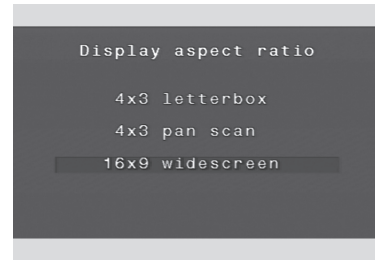 Display aspect ratio
4x3 letterbox
4x3 pan scan
16x9 widescreen